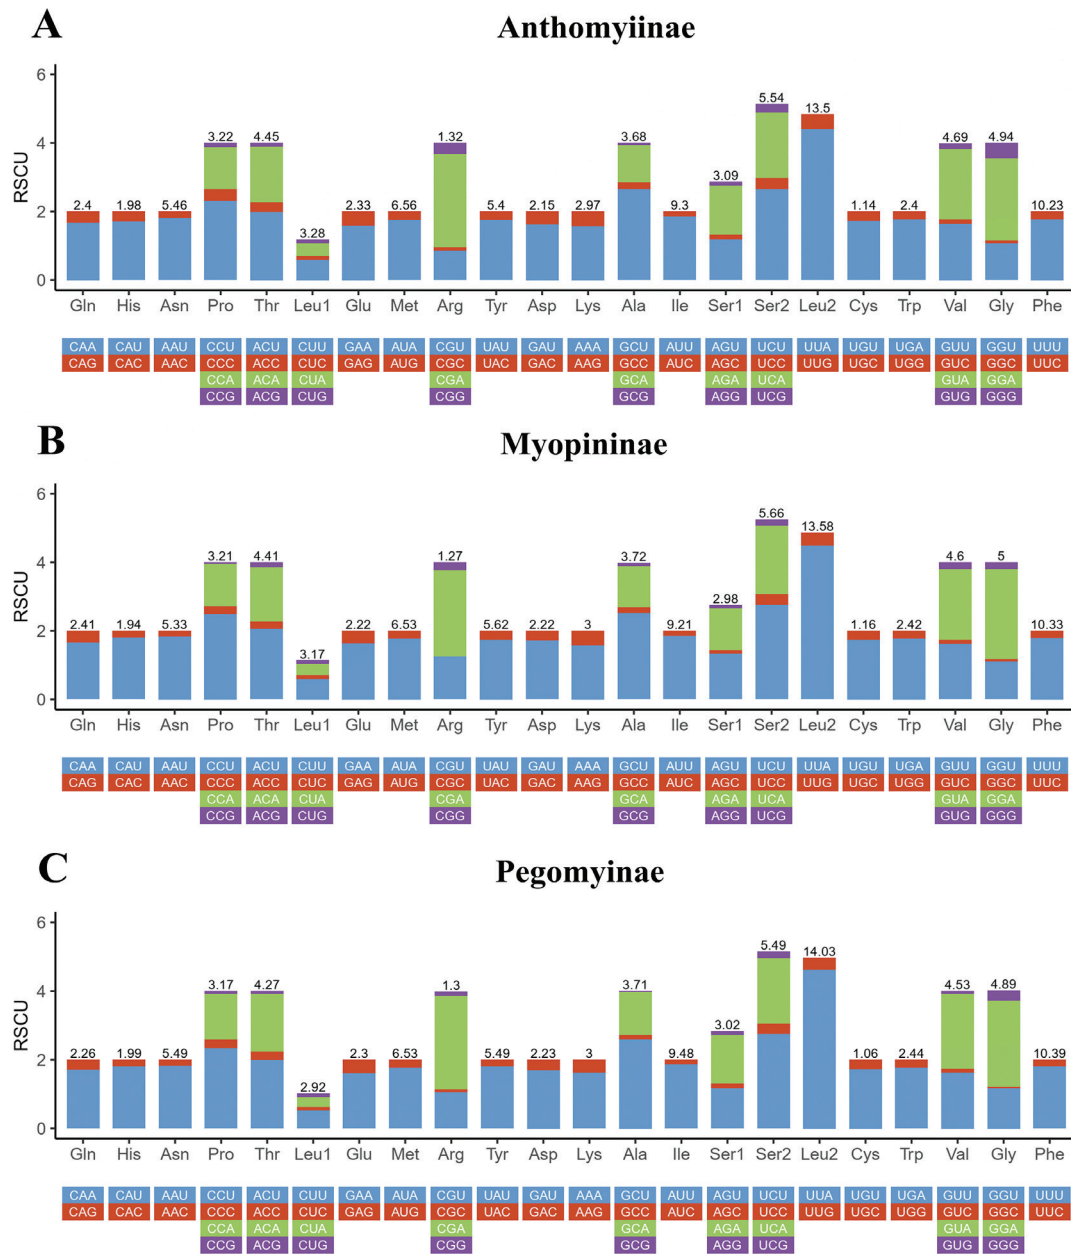 A
Anthomyiinae
RSCU
6
4
2
0
2.4 1.98 5.46 3.22 4.45 3.28 2.33 6.56 1.32 5.4 2.15 2.97 3.68 9.3 3.09 5.54 13.5 1.14 2.4 4.69 4.94 10.23
Gln His Asn Pro Thr Leu1 Glu Met Arg Tyr Asp Lys Ala Ile Ser1 Ser2 Leu2 Cys Trp Val Gly Phe
CAA CAU AAU CCU ACU CUU GAA AUA CGU UAU GAU AAA GCU AUU AGU UCU UUA UGU UGA GUU GGU UUU
CAG CAC AAC CCC ACC CUC GAG AUG CGC UAC GAC AAG GCC AUC AGC UCC UUG UGC UGG GUC GGC UUC
CCA ACA CUA CGA GCA AGA UCA GUA GGA
CCG ACG CUG CGG GCG AGG UCG GUG GGG
B
Myopininae
RSCU
6
4
2
0
2.41 1.94 5.33 3.21 4.41 3.17 2.22 6.53 1.27 5.62 2.22 3 3.72 9.21 2.98 5.66 13.58 1.16 2.42 4.6 5 10.33
Gln His Asn Pro Thr Leu1 Glu Met Arg Tyr Asp Lys Ala Ile Ser1 Ser2 Leu2 Cys Trp Val Gly Phe
CAA CAU AAU CCU ACU CUU GAA AUA CGU UAU GAU AAA GCU AUU AGU UCU UUA UGU UGA GUU GGU UUU
CAG CAC AAC CCC ACC CUC GAG AUG CGC UAC GAC AAG GCC AUC AGC UCC UUG UGC UGG GUC GGC UUC
CCA ACA CUA CGA GCA AGA UCA GUA GGA
CCG ACG CUG CGG GCG AGG UCG GUG GGG
C
Pegomyinae
RSCU
6
4
2
0
2.26 1.99 5.49 3.17 4.27 2.92 2.3 6.53 1.3 5.49 2.23 3 3.71 9.48 3.02 5.49 14.03 1.06 2.44 4.53 4.89 10.39
Gln His Asn Pro Thr Leu1 Glu Met Arg Tyr Asp Lys Ala Ile Ser1 Ser2 Leu2 Cys Trp Val Gly Phe
CAA CAU AAU CCU ACU CUU GAA AUA CGU UAU GAU AAA GCU AUU AGU UCU UUA UGU UGA GUU GGU UUU
CAG CAC AAC CCC ACC CUC GAG AUG CGC UAC GAC AAG GCC AUC AGC UCC UUG UGC UGG GUC GGC UUC
CCA ACA CUA CGA GCA AGA UCA GUA GGA
CCG ACG CUG CGG GCG AGG UCG GUG GGG